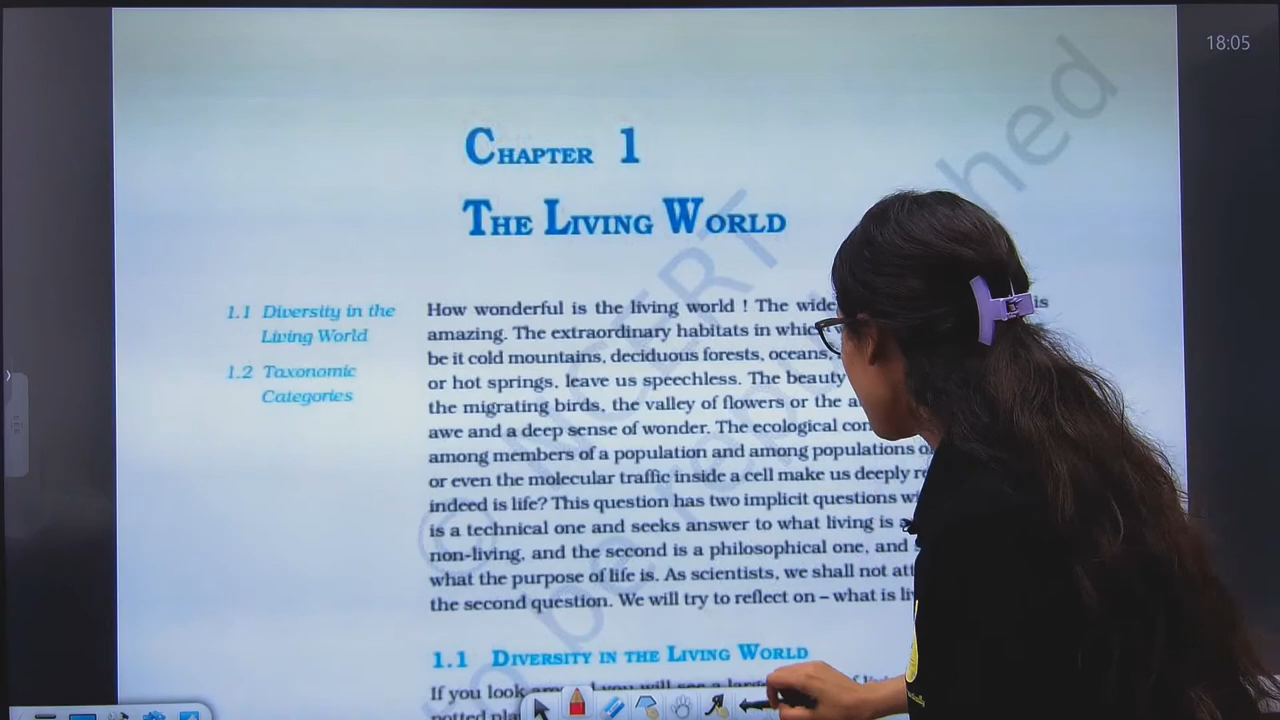 18:05
CHAPTER 1
THE LIVING WORLD
1.1 Diversity in the
Living World
1.2 Taxonomic
Categories
How wonderful is the living world ! The wide is
amazing. The extraordinary habitats in which
be it cold mountains, deciduous forests, oceans,
or hot springs, leave us speechless. The beauty
the migrating birds, the valley of flowers or the
awe and a deep sense of wonder. The ecological
among members of a population and among populations
or even the molecular traffic inside a cell make us deeply
indeed is life? This question has two implicit questions
is a technical one and seeks answer to what living is
non-living, and the second is a philosophical one, and
what the purpose of life is. As scientists, we shall not
the second question. We will try to reflect on – what is
1.1 DIVERSITY IN THE LIVING WORLD
If you look
© NCERT